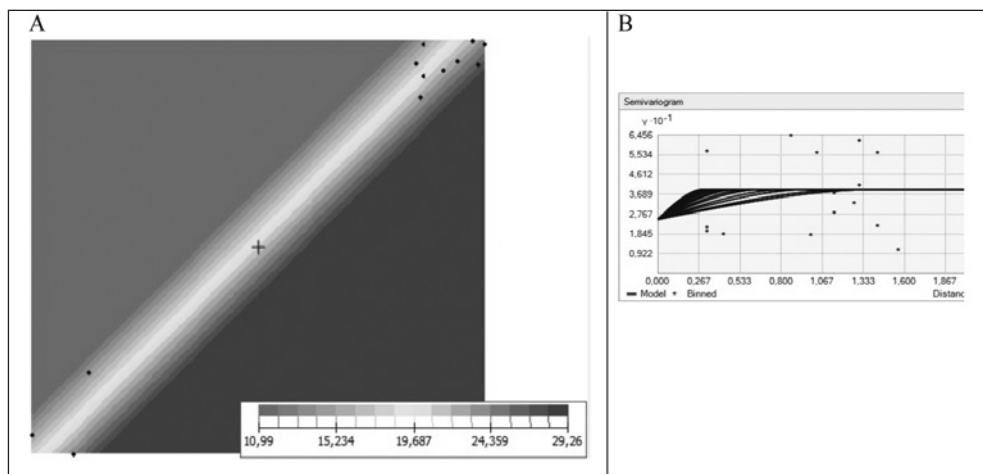 A
10,99 15,234 19,687 24,359 29,26
B
Semivariogram
γ·10⁻¹
6.456
5.534
4.612
3.689
2.767
1.845
0.922
0.000 0.267 0.533 0.800 1.067 1.333 1.600 1.867
Model Binned Distanc